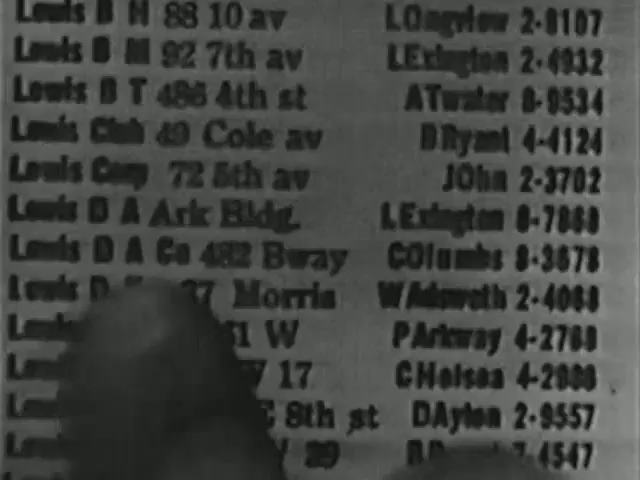 Louis B N 88 10 av LOngview 2-8107
Louis B M 92 7th av LExington 2-4932
Louis B T 486 4th st ATwater 8-9534
Louis Club 49 Cole av BRyant 4-4124
Louis Corp 72 5th av JOhn 2-3702
Louis D A Ark Bldg. LExington 8-7868
Louis D A Co 482 Bway COlumbs 8-3678
Louis D 37 Morris WAdsworth 2-4068
Louis 61 W PArkway 4-2768
17 CHelsea 4-2900
8th st DAyton 2-9557
29 7-4547